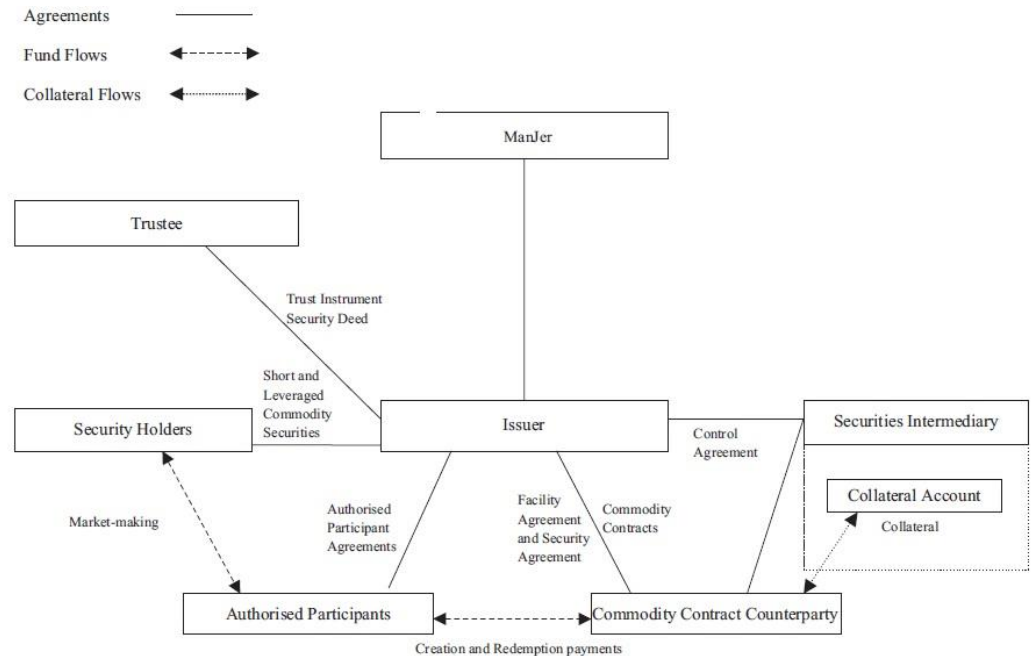 Agreements
Fund Flows
Collateral Flows
ManJer
Trustee
Trust Instrument
Security Deed
Short and
Leveraged
Commodity
Securities
Security Holders
Issuer
Control
Agreement
Securities Intermediary
Collateral Account
Collateral
Market-making
Authorised
Participant
Agreements
Facility
Agreement
and Security
Agreement
Commodity
Contracts
Authorised Participants
Commodity Contract Counterparty
Creation and Redemption payments